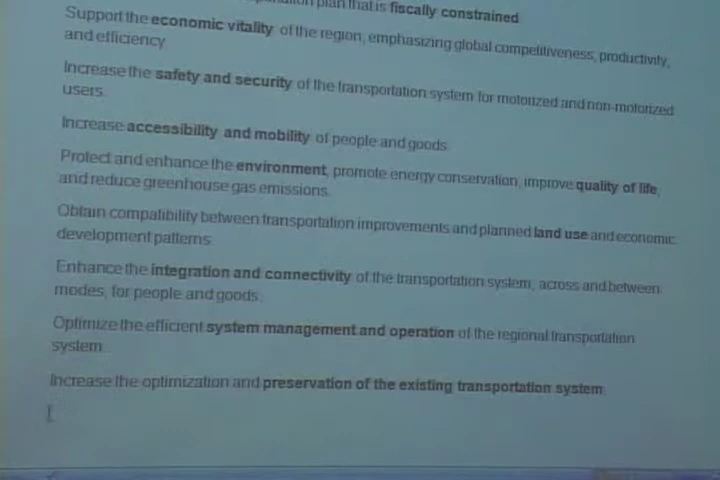 plan that is fiscally constrained
Support the economic vitality of the region, emphasizing global competitiveness, productivity,
and efficiency
Increase the safety and security of the transportation system for motorized and non-motorized
users.
Increase accessibility and mobility of people and goods.
Protect and enhance the environment, promote energy conservation, improve quality of life,
and reduce greenhouse gas emissions.
Obtain compatibility between transportation improvements and planned land use and economic
development patterns.
Enhance the integration and connectivity of the transportation system, across and between
modes, for people and goods.
Optimize the efficient system management and operation of the regional transportation
system.
Increase the optimization and preservation of the existing transportation system.